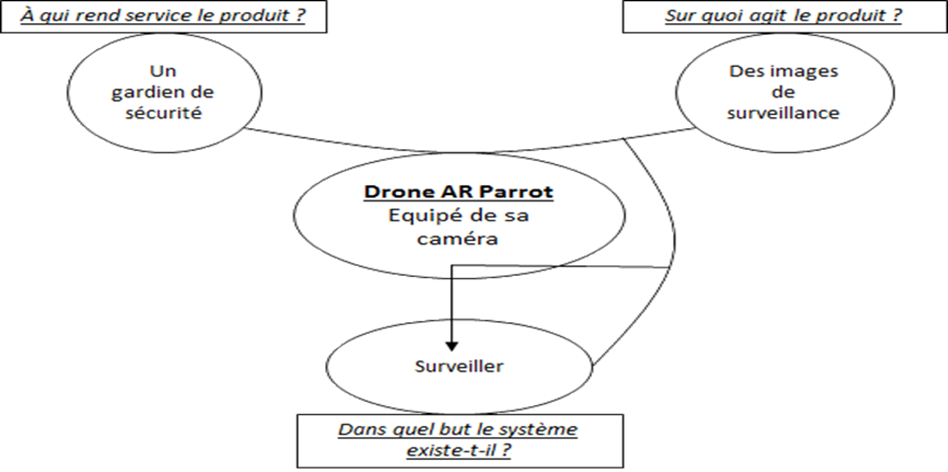 À qui rend service le produit ?
Sur quoi agit le produit ?
Un
gardien de
sécurité
Des images
de
surveillance
Drone AR Parrot
Equipé de sa
caméra
Surveiller
Dans quel but le système
existe-t-il ?